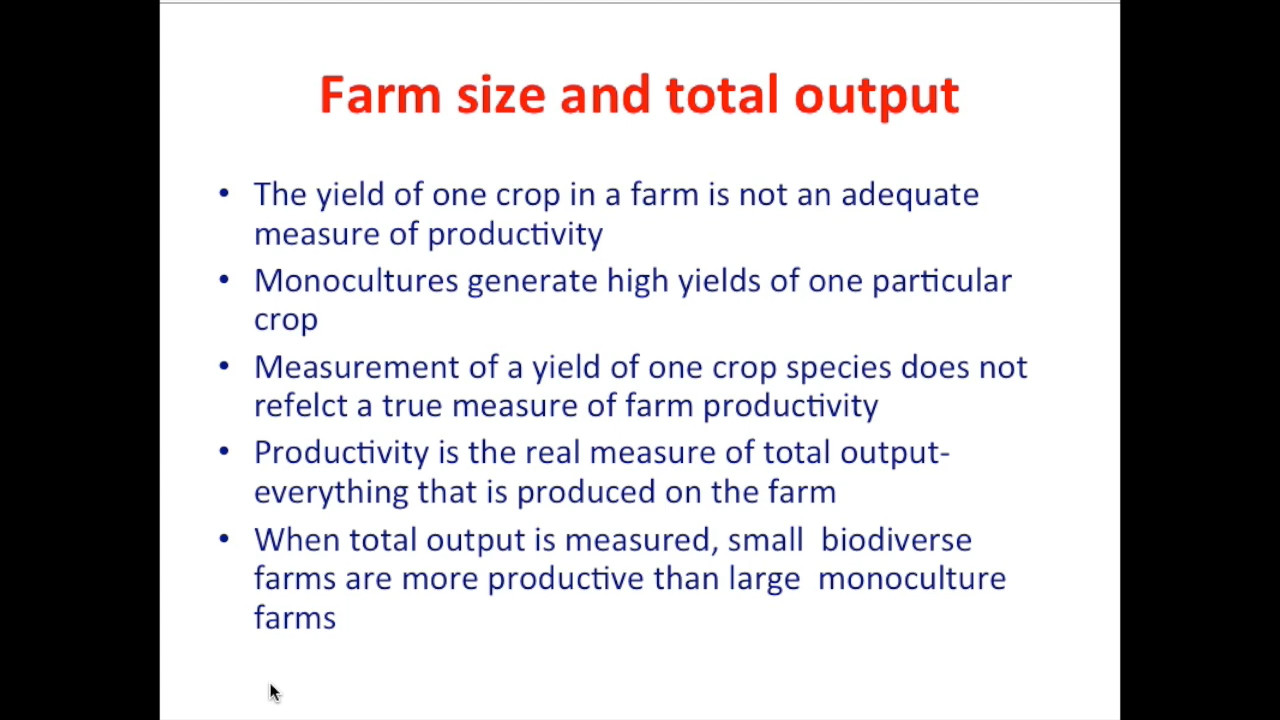 Farm size and total output
• The yield of one crop in a farm is not an adequate
measure of productivity
• Monocultures generate high yields of one particular
crop
• Measurement of a yield of one crop species does not
refelct a true measure of farm productivity
• Productivity is the real measure of total output-
everything that is produced on the farm
• When total output is measured, small  biodiverse
farms are more productive than large  monoculture
farms